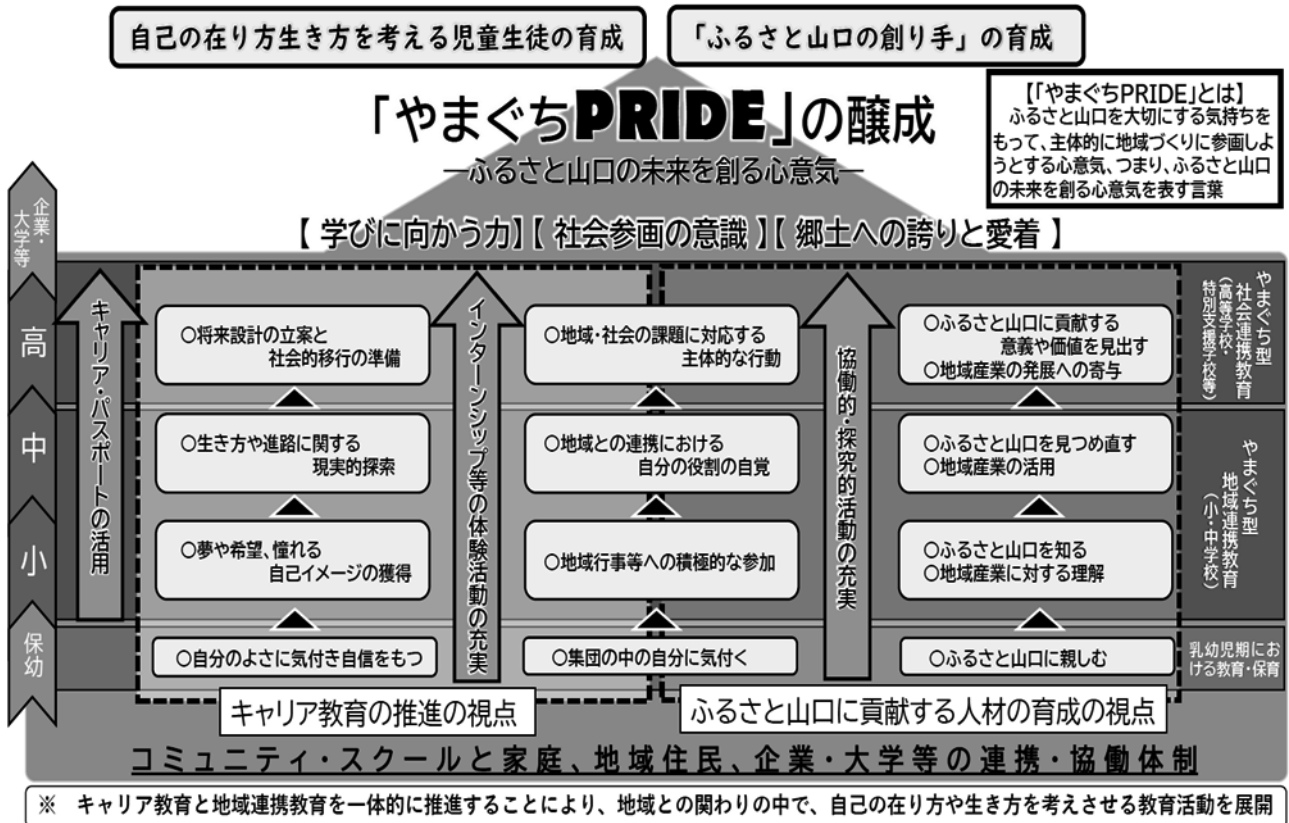 自己の在り方生き方を考える児童生徒の育成
「ふるさと山口の創り手」の育成
「やまぐちPRIDE」の醸成
―ふるさと山口の未来を創る心意気―
【「やまぐちPRIDE」とは】
ふるさと山口を大切にする気持ちを
もって、主体的に地域づくりに参画しよ
うとする心意気、つまり、ふるさと山口
の未来を創る心意気を表す言葉
【 学びに向かう力】【 社会参画の意識 】【 郷土への誇りと愛着 】
企業・
大学等
高
中
小
保
幼
キャリア・パスポートの活用
○将来設計の立案と
社会的移行の準備
○生き方や進路に関する
現実的探索
○夢や希望、憧れる
自己イメージの獲得
○自分のよさに気付き自信をもつ
インターンシップ等の体験活動の充実
○地域・社会の課題に対応する
主体的な行動
○地域との連携における
自分の役割の自覚
○地域行事等への積極的な参加
○集団の中の自分に気付く
協働的・探究的活動の充実
○ふるさと山口に貢献する
意義や価値を見出す
○地域産業の発展への寄与
○ふるさと山口を見つめ直す
○地域産業の活用
○ふるさと山口を知る
○地域産業に対する理解
○ふるさと山口に親しむ
やまぐち型
社会連携教育
(高等学校・
特別支援学校等)
やまぐち型
地域連携教育
(小・中学校)
乳幼児期にお
ける教育・保育
キャリア教育の推進の視点
ふるさと山口に貢献する人材の育成の視点
コミュニティ・スクールと家庭、地域住民、企業・大学等の連携・協働体制
※ キャリア教育と地域連携教育を一体的に推進することにより、地域との関わりの中で、自己の在り方や生き方を考えさせる教育活動を展開